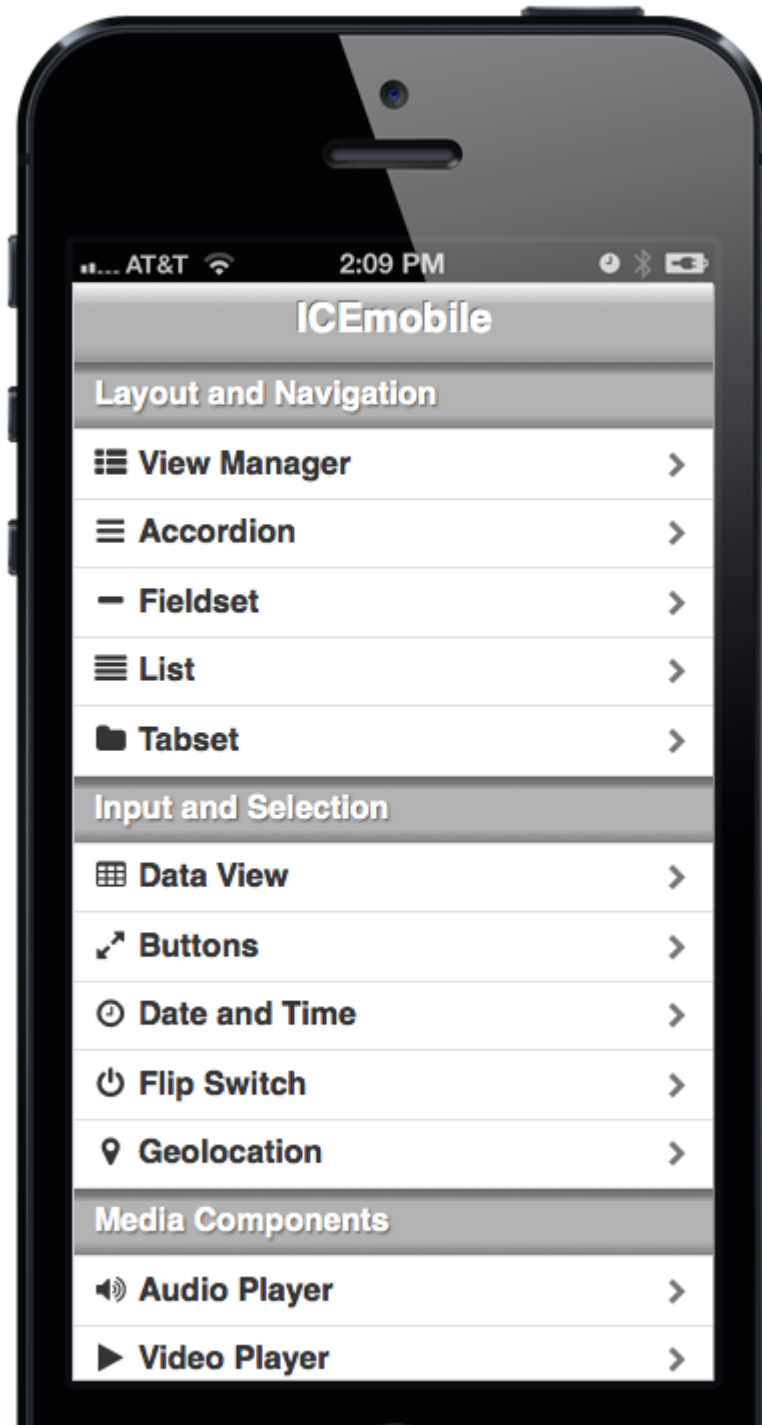 AT&T 2:09 PM
ICEmobile
Layout and Navigation
View Manager
Accordion
Fieldset
List
Tabset
Input and Selection
Data View
Buttons
Date and Time
Flip Switch
Geolocation
Media Components
Audio Player
Video Player